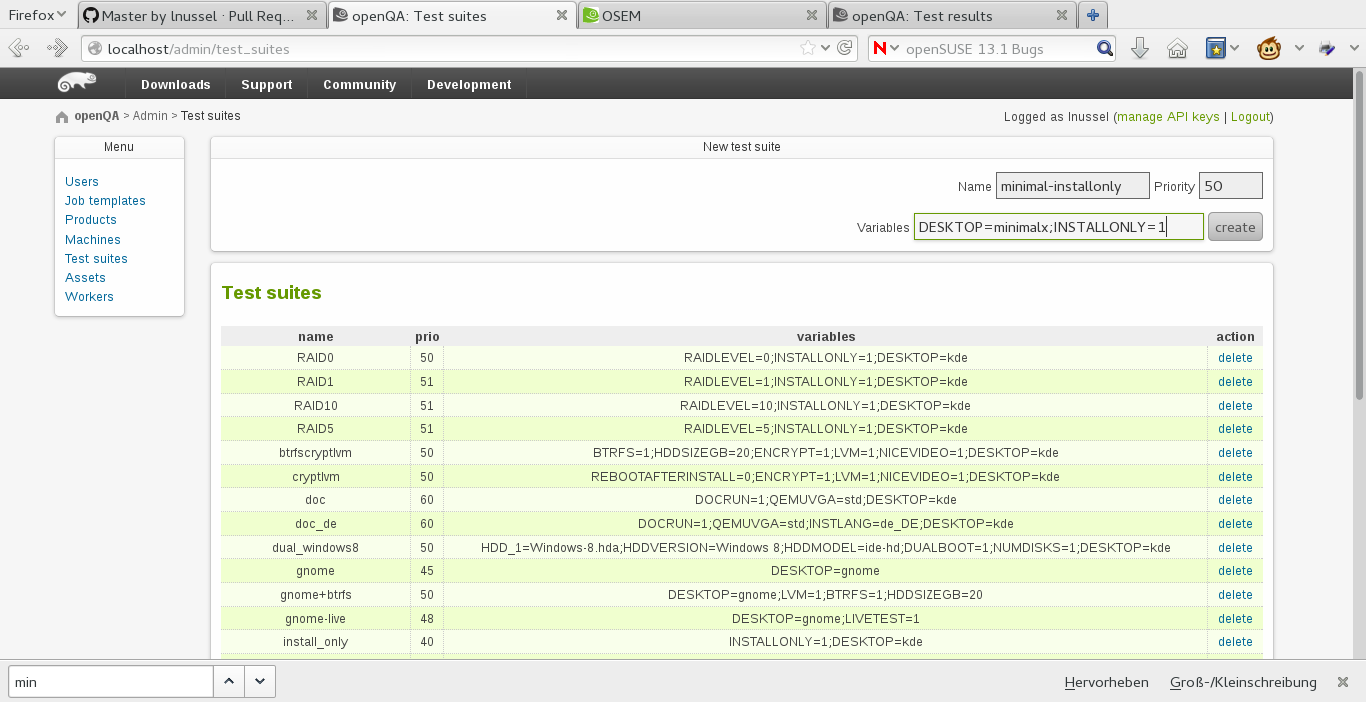 Firefox
Master by lnussel · Pull Req...
openQA: Test suites
OSEM
openQA: Test results
localhost/admin/test_suites
openSUSE 13.1 Bugs
Downloads Support Community Development
openQA > Admin > Test suites
Logged as lnussel (manage API keys | Logout)
Menu
Users
Job templates
Products
Machines
Test suites
Assets
Workers
New test suite
Name minimal-installonly Priority 50
Variables DESKTOP=minimalx;INSTALLONLY=1 create
Test suites
name prio variables action
RAID0 50 RAIDLEVEL=0;INSTALLONLY=1;DESKTOP=kde delete
RAID1 51 RAIDLEVEL=1;INSTALLONLY=1;DESKTOP=kde delete
RAID10 51 RAIDLEVEL=10;INSTALLONLY=1;DESKTOP=kde delete
RAID5 51 RAIDLEVEL=5;INSTALLONLY=1;DESKTOP=kde delete
btrfscryptlvm 50 BTRFS=1;HDDSIZEGB=20;ENCRYPT=1;LVM=1;NICEVIDEO=1;DESKTOP=kde delete
cryptlvm 50 REBOOTAFTERINSTALL=0;ENCRYPT=1;LVM=1;NICEVIDEO=1;DESKTOP=kde delete
doc 60 DOCRUN=1;QEMUVGA=std;DESKTOP=kde delete
doc_de 60 DOCRUN=1;QEMUVGA=std;INSTLANG=de_DE;DESKTOP=kde delete
dual_windows8 50 HDD_1=Windows-8.hda;HDDVERSION=Windows 8;HDDMODEL=ide-hd;DUALBOOT=1;NUMDISKS=1;DESKTOP=kde delete
gnome 45 DESKTOP=gnome delete
gnome+btrfs 50 DESKTOP=gnome;LVM=1;BTRFS=1;HDDSIZEGB=20 delete
gnome-live 48 DESKTOP=gnome;LIVETEST=1 delete
install_only 40 INSTALLONLY=1;DESKTOP=kde delete
min
Hervorheben
Groß-/Kleinschreibung